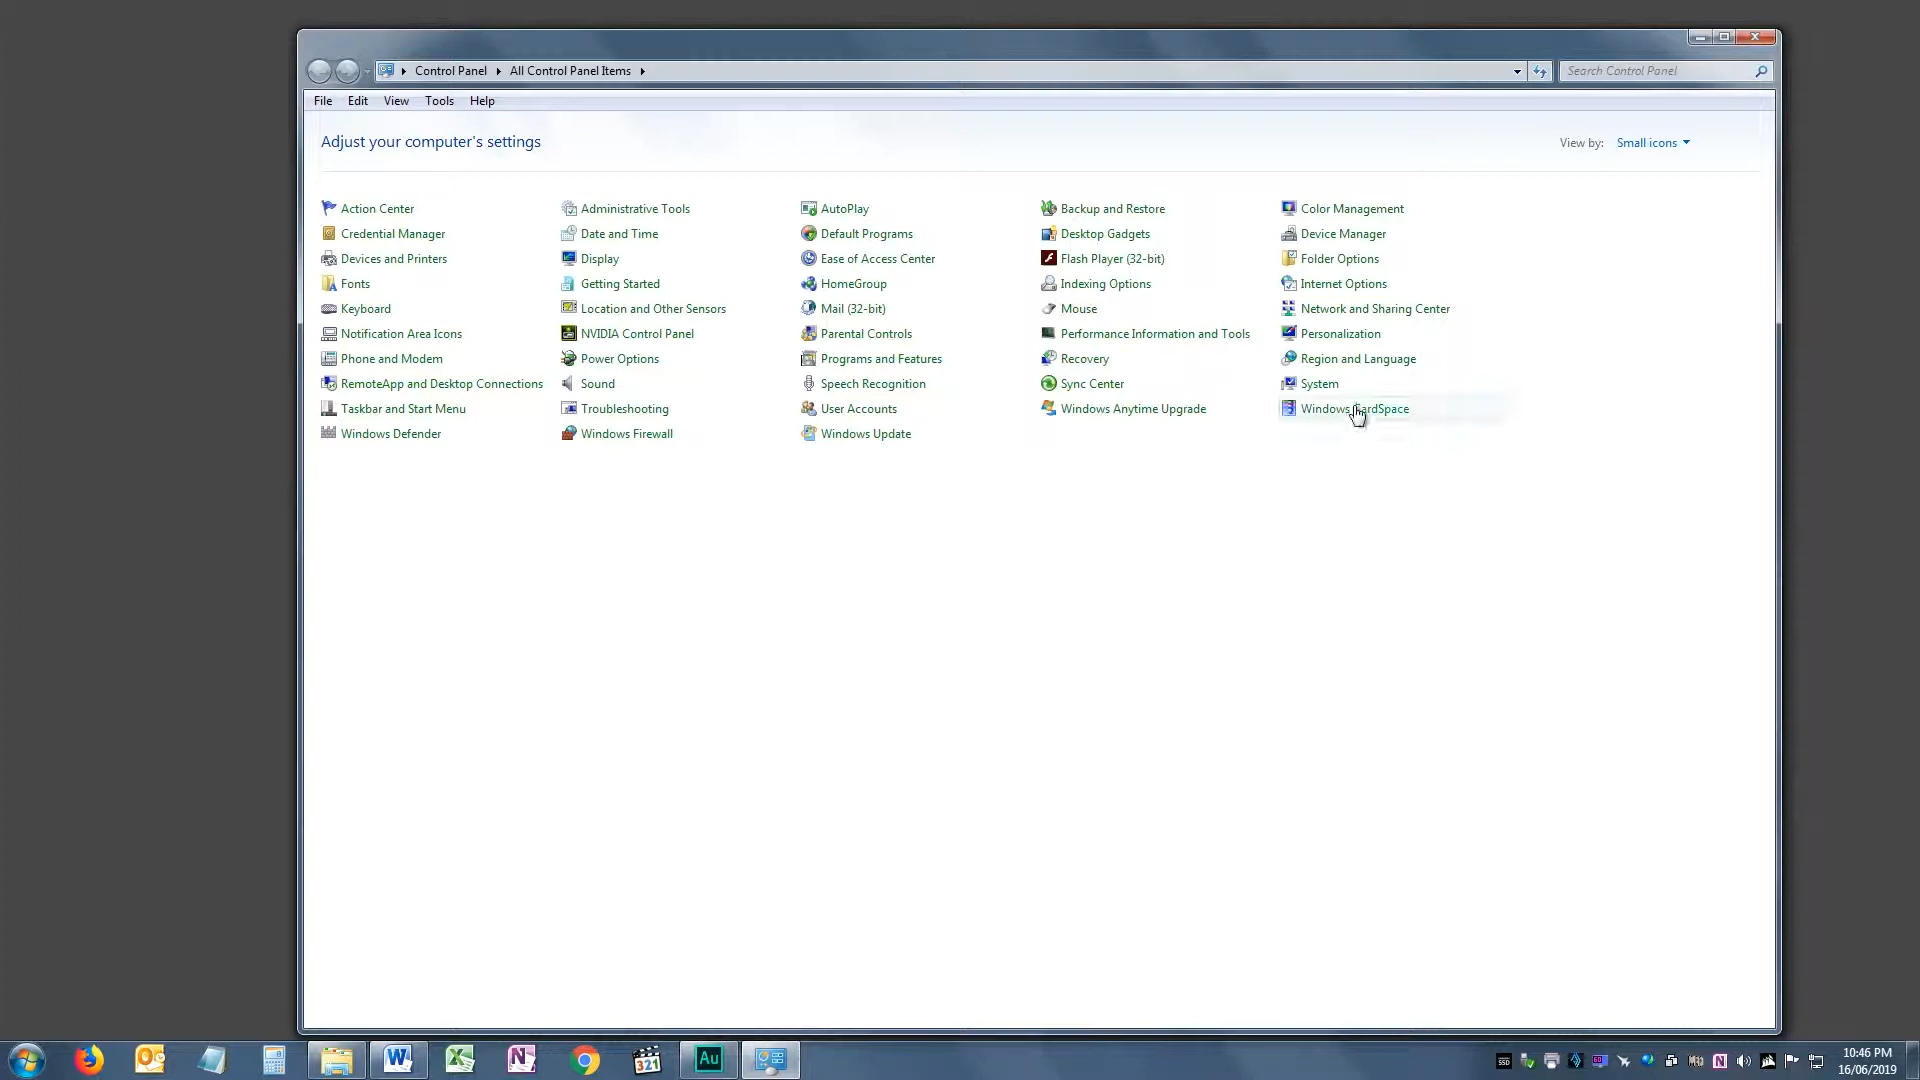 Control Panel All Control Panel Items
Search Control Panel
File Edit View Tools Help
Adjust your computer's settings
View by: Small icons
Action Center Administrative Tools AutoPlay Backup and Restore Color Management
Credential Manager Date and Time Default Programs Desktop Gadgets Device Manager
Devices and Printers Display Ease of Access Center Flash Player (32-bit) Folder Options
Fonts Getting Started HomeGroup Indexing Options Internet Options
Keyboard Location and Other Sensors Mail (32-bit) Mouse Network and Sharing Center
Notification Area Icons NVIDIA Control Panel Parental Controls Performance Information and Tools Personalization
Phone and Modem Power Options Programs and Features Recovery Region and Language
RemoteApp and Desktop Connections Sound Speech Recognition Sync Center System
Taskbar and Start Menu Troubleshooting User Accounts Windows Anytime Upgrade Windows CardSpace
Windows Defender Windows Firewall Windows Update
321 Au SSD
10:46 PM
16/06/2019